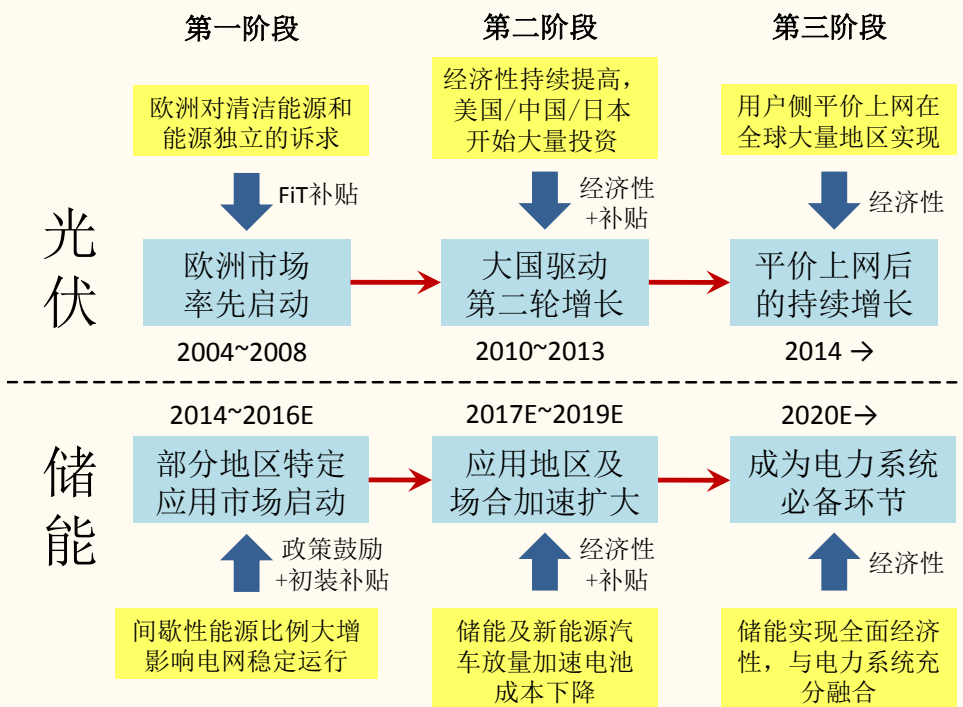 第一阶段
第二阶段
第三阶段
欧洲对清洁能源和
能源独立的诉求
经济性持续提高，
美国/中国/日本
开始大量投资
用户侧平价上网在
全球大量地区实现
FiT补贴
经济性
+补贴
经济性
光
伏
欧洲市场
率先启动
大国驱动
第二轮增长
平价上网后
的持续增长
2004~2008
2010~2013
2014 →
2014~2016E
2017E~2019E
2020E→
储
能
部分地区特定
应用市场启动
应用地区及
场合加速扩大
成为电力系统
必备环节
政策鼓励
+初装补贴
经济性
+补贴
经济性
间歇性能源比例大增
影响电网稳定运行
储能及新能源汽
车放量加速电池
成本下降
储能实现全面经济
性，与电力系统充
分融合